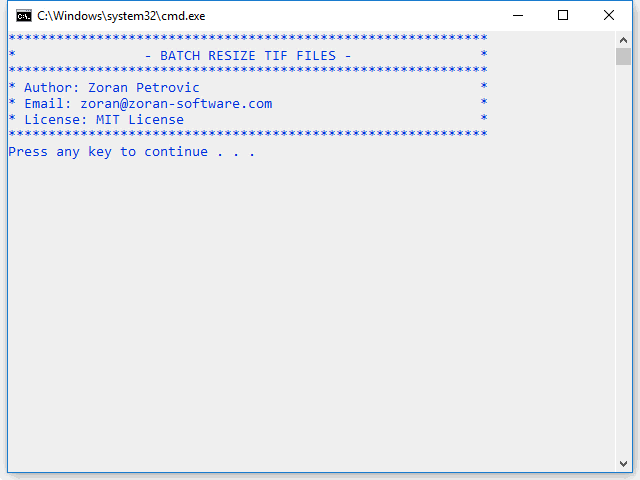 C:\Windows\system32\cmd.exe
************************************************************
*                - BATCH RESIZE TIF FILES -                *
************************************************************
* Author: Zoran Petrovic                                   *
* Email: zoran@zoran-software.com                          *
* License: MIT License                                     *
************************************************************
Press any key to continue . . .